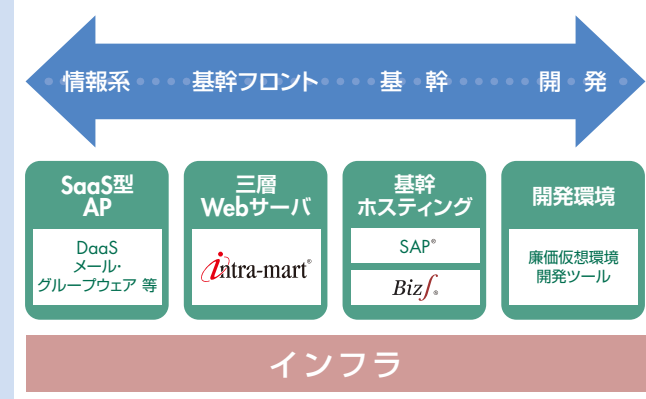 情報系 基幹フロント 基幹 開発
SaaS型
AP
DaaS
メール・
グループウェア 等
三層
Webサーバ
intra-mart®
基幹
ホスティング
SAP®
Biz∫®
開発環境
廉価仮想環境
開発ツール
インフラ